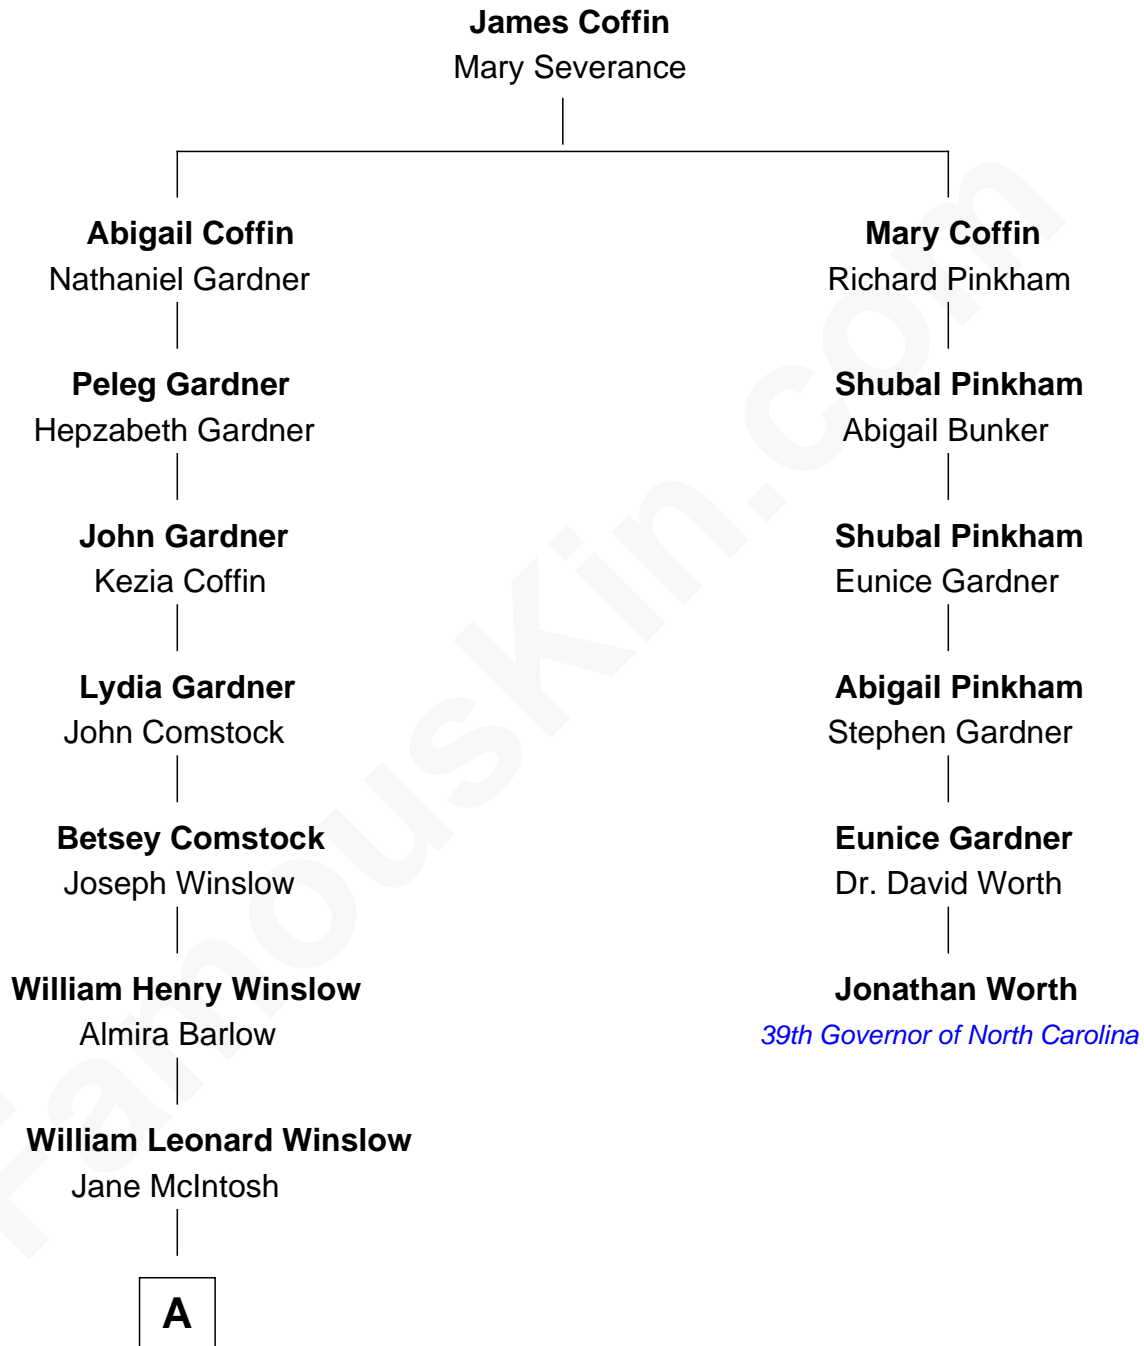 James Coffin
Mary Severance
Abigail Coffin
Nathaniel Gardner
Mary Coffin
Richard Pinkham
Peleg Gardner
Hepzabeth Gardner
Shubal Pinkham
Abigail Bunker
John Gardner
Kezia Coffin
Shubal Pinkham
Eunice Gardner
Lydia Gardner
John Comstock
Abigail Pinkham
Stephen Gardner
Betsey Comstock
Joseph Winslow
Eunice Gardner
Dr. David Worth
William Henry Winslow
Almira Barlow
Jonathan Worth
39th Governor of North Carolina
William Leonard Winslow
Jane McIntosh
A
FamousKin.com